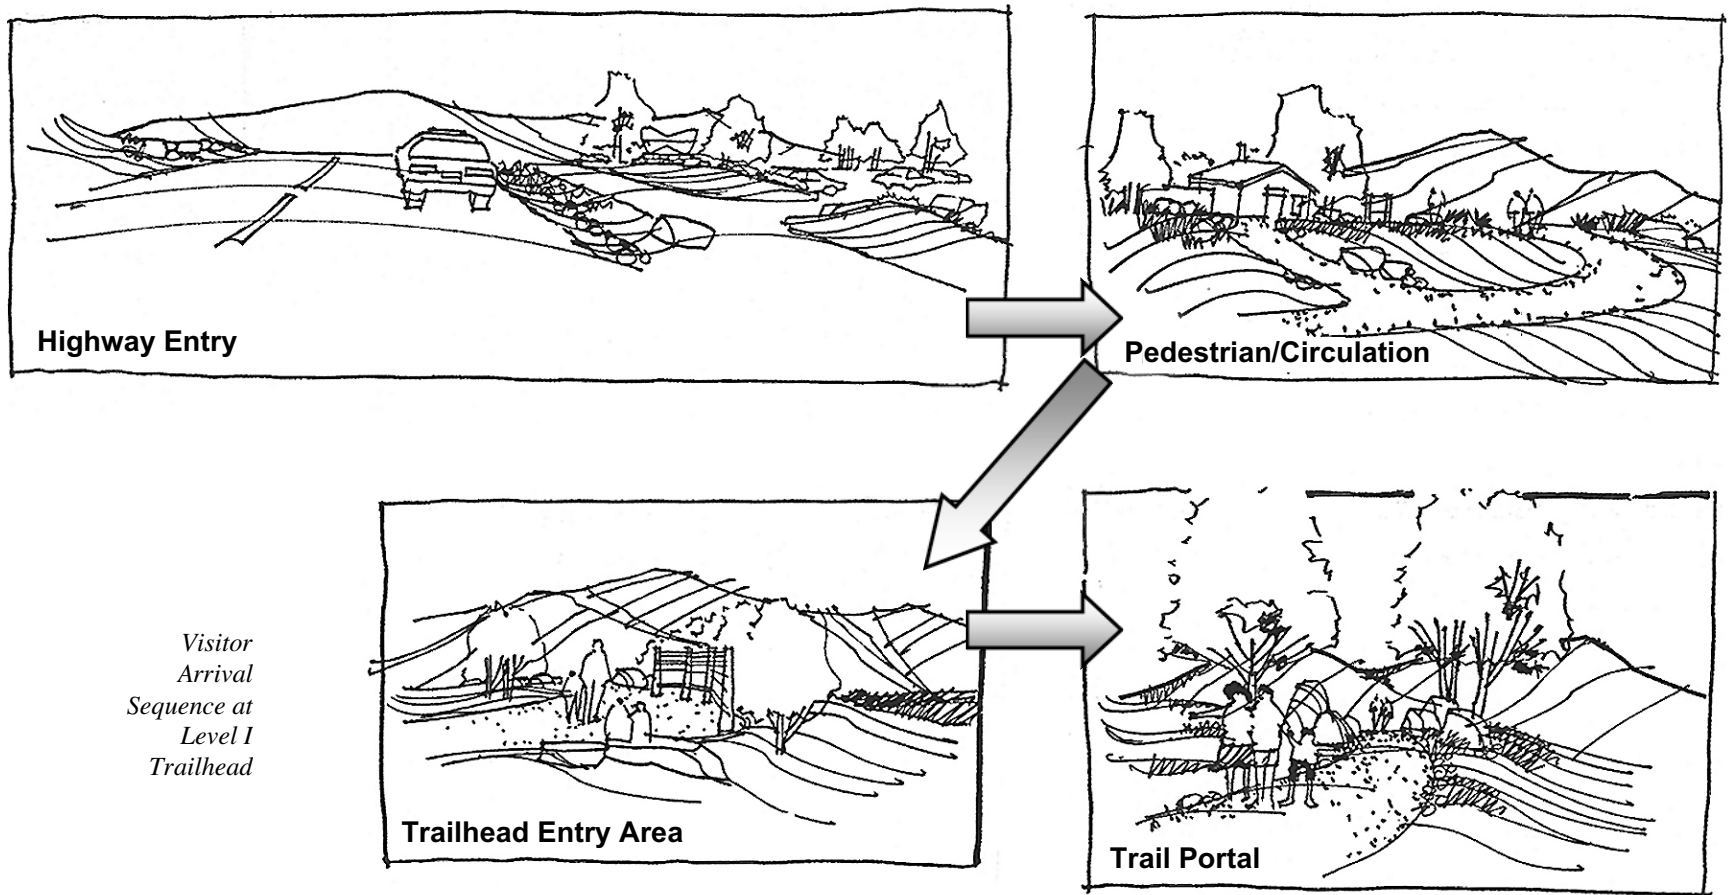 Highway Entry
Pedestrian/Circulation
Visitor
Arrival
Sequence at
Level I
Trailhead
Trailhead Entry Area
Trail Portal